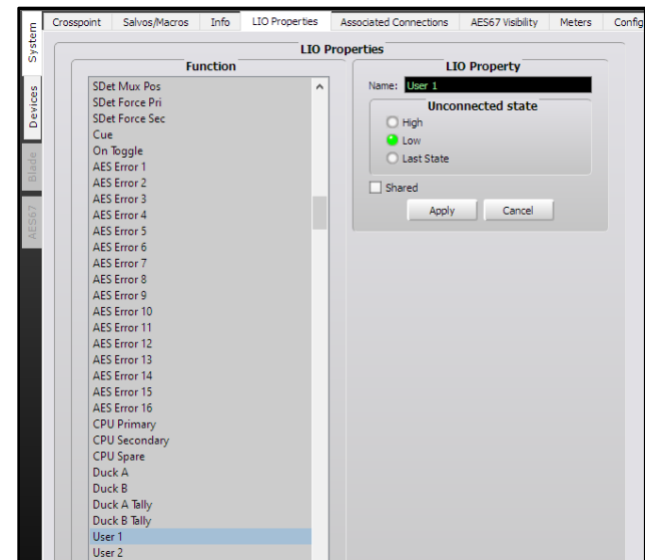 Crosspoint Salvos/Macros Info LIO Properties Associated Connections AES67 Visibility Meters Config
System
Devices
Blade
AES67
LIO Properties
Function
SDet Mux Pos
SDet Force Pri
SDet Force Sec
Cue
On Toggle
AES Error 1
AES Error 2
AES Error 3
AES Error 4
AES Error 5
AES Error 6
AES Error 7
AES Error 8
AES Error 9
AES Error 10
AES Error 11
AES Error 12
AES Error 13
AES Error 14
AES Error 15
AES Error 16
CPU Primary
CPU Secondary
CPU Spare
Duck A
Duck B
Duck A Tally
Duck B Tally
User 1
User 2
LIO Property
Name: User 1
Unconnected state
High
Low
Last State
Shared
Apply Cancel